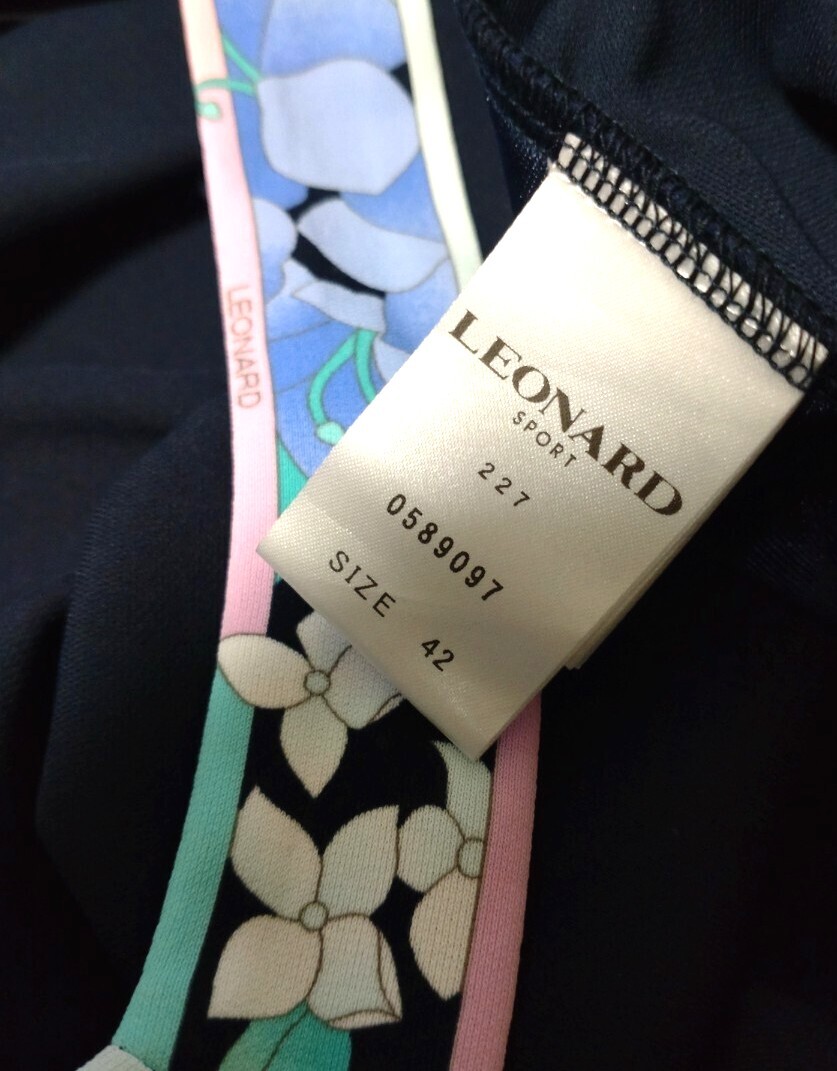 LEONARD
LEONARD
SPORT
227
0589097
SIZE 42